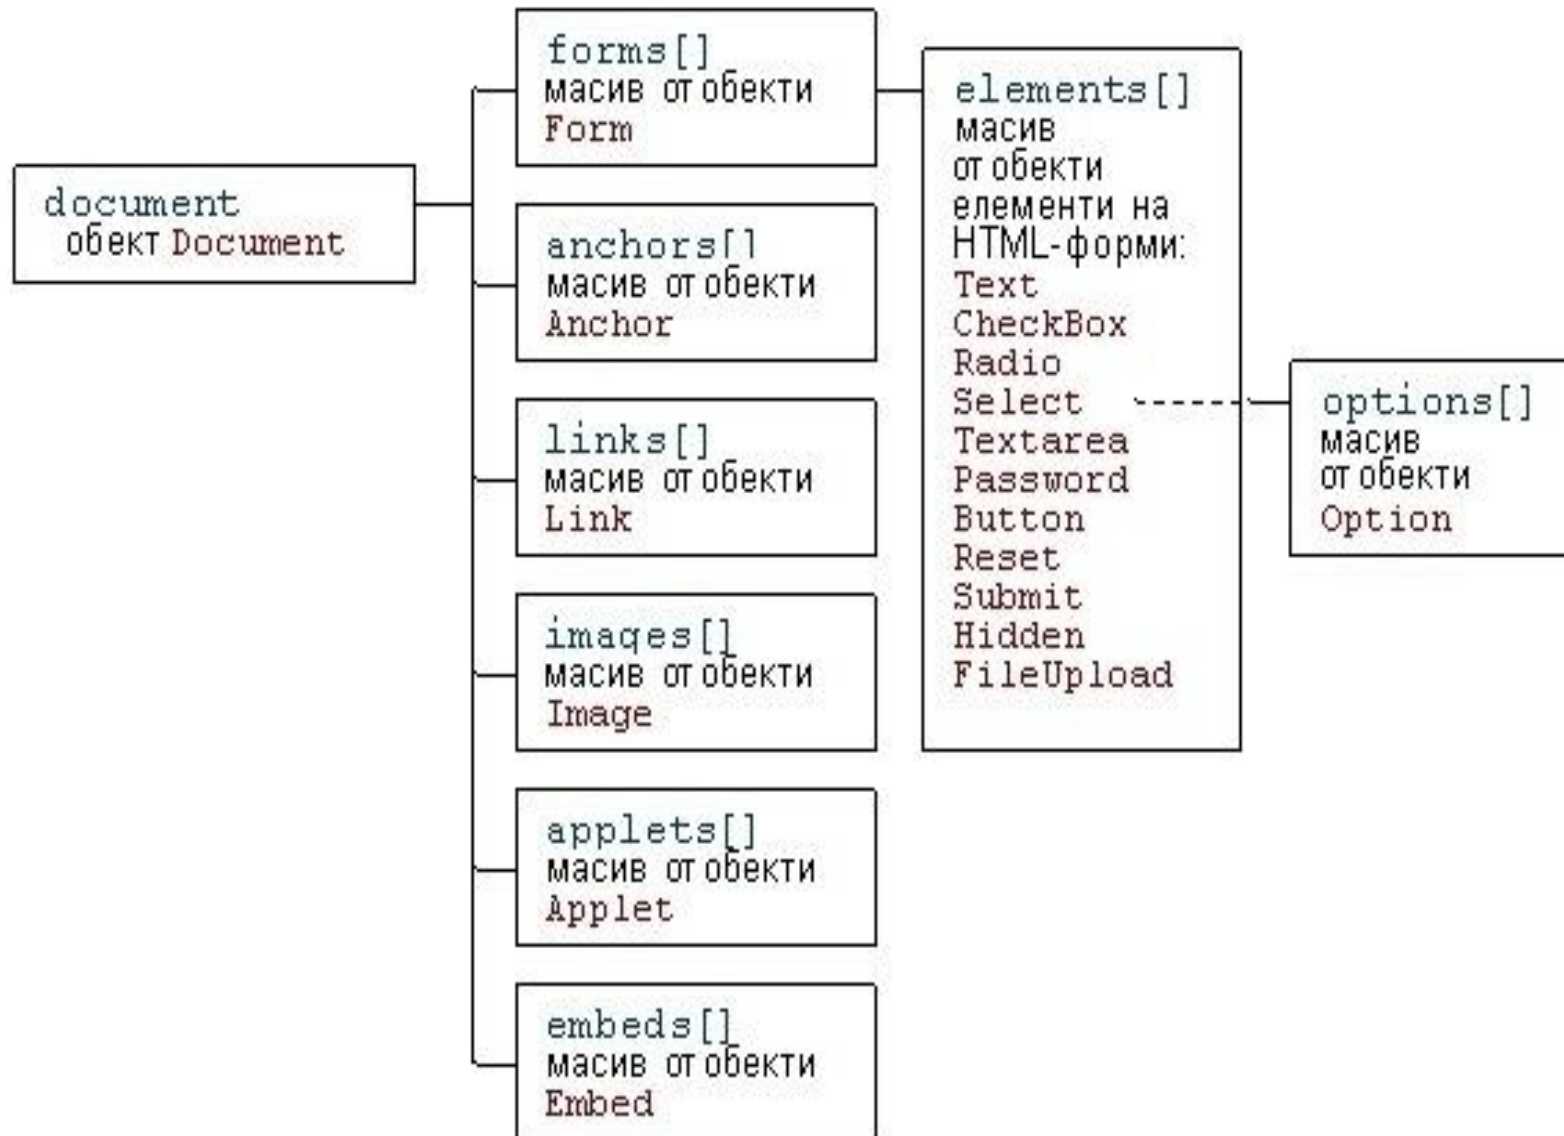 document
обект Document
forms[]
масив от обекти
Form
anchors[]
масив от обекти
Anchor
links[]
масив от обекти
Link
images[]
масив от обекти
Image
applets[]
масив от обекти
Applet
embeds[]
масив от обекти
Embed
elements[]
масив
от обекти
елементи на
HTML-форми:
Text
CheckBox
Radio
Select
Textarea
Password
Button
Reset
Submit
Hidden
FileUpload
options[]
масив
от обекти
Option